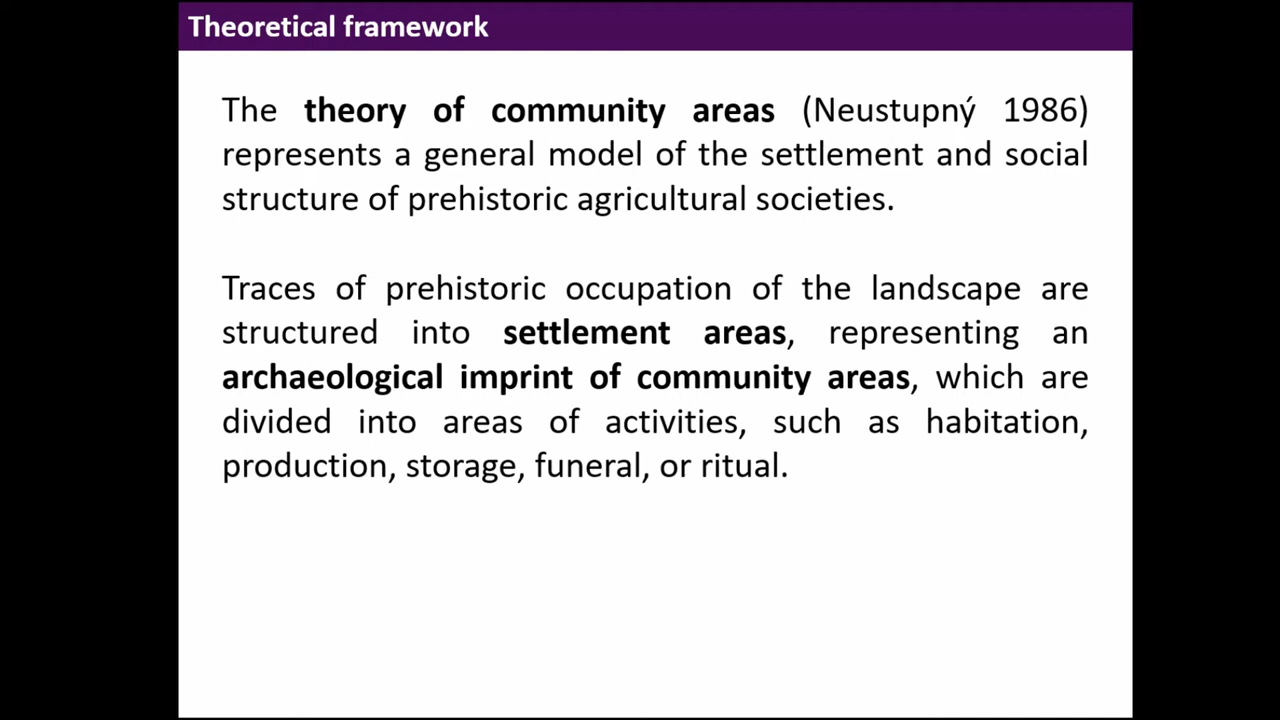 Theoretical framework
The theory of community areas (Neustupný 1986)
represents a general model of the settlement and social
structure of prehistoric agricultural societies.
Traces of prehistoric occupation of the landscape are
structured into settlement areas, representing an
archaeological imprint of community areas, which are
divided into areas of activities, such as habitation,
production, storage, funeral, or ritual.